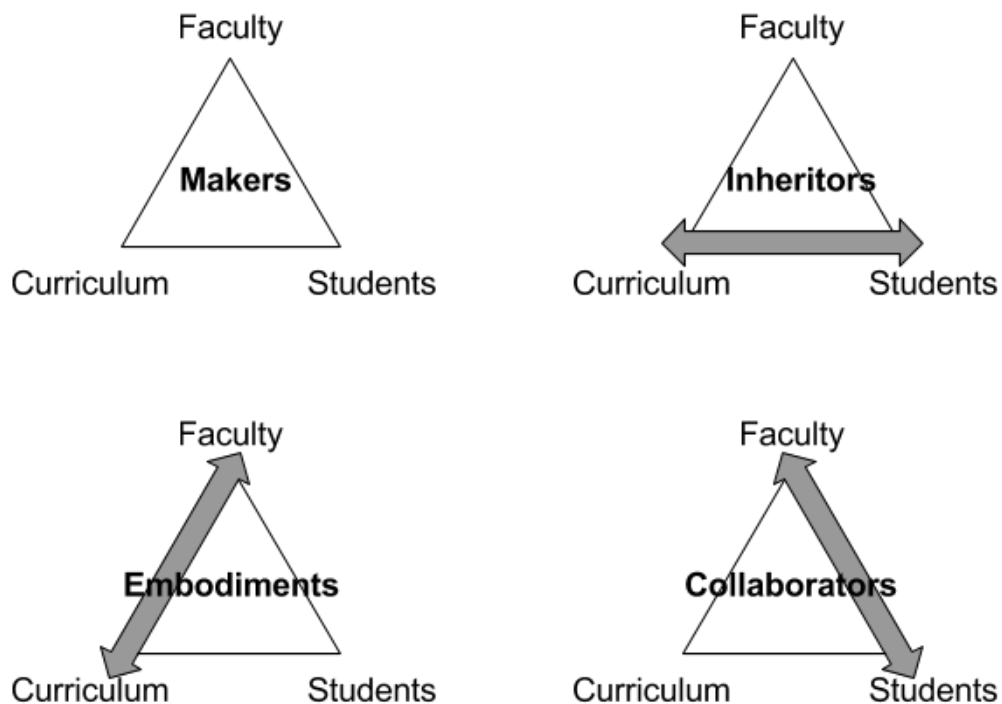 Faculty
Makers
Curriculum Students
Faculty
Inheritors
Curriculum Students
Faculty
Embodiments
Curriculum Students
Faculty
Collaborators
Curriculum Students